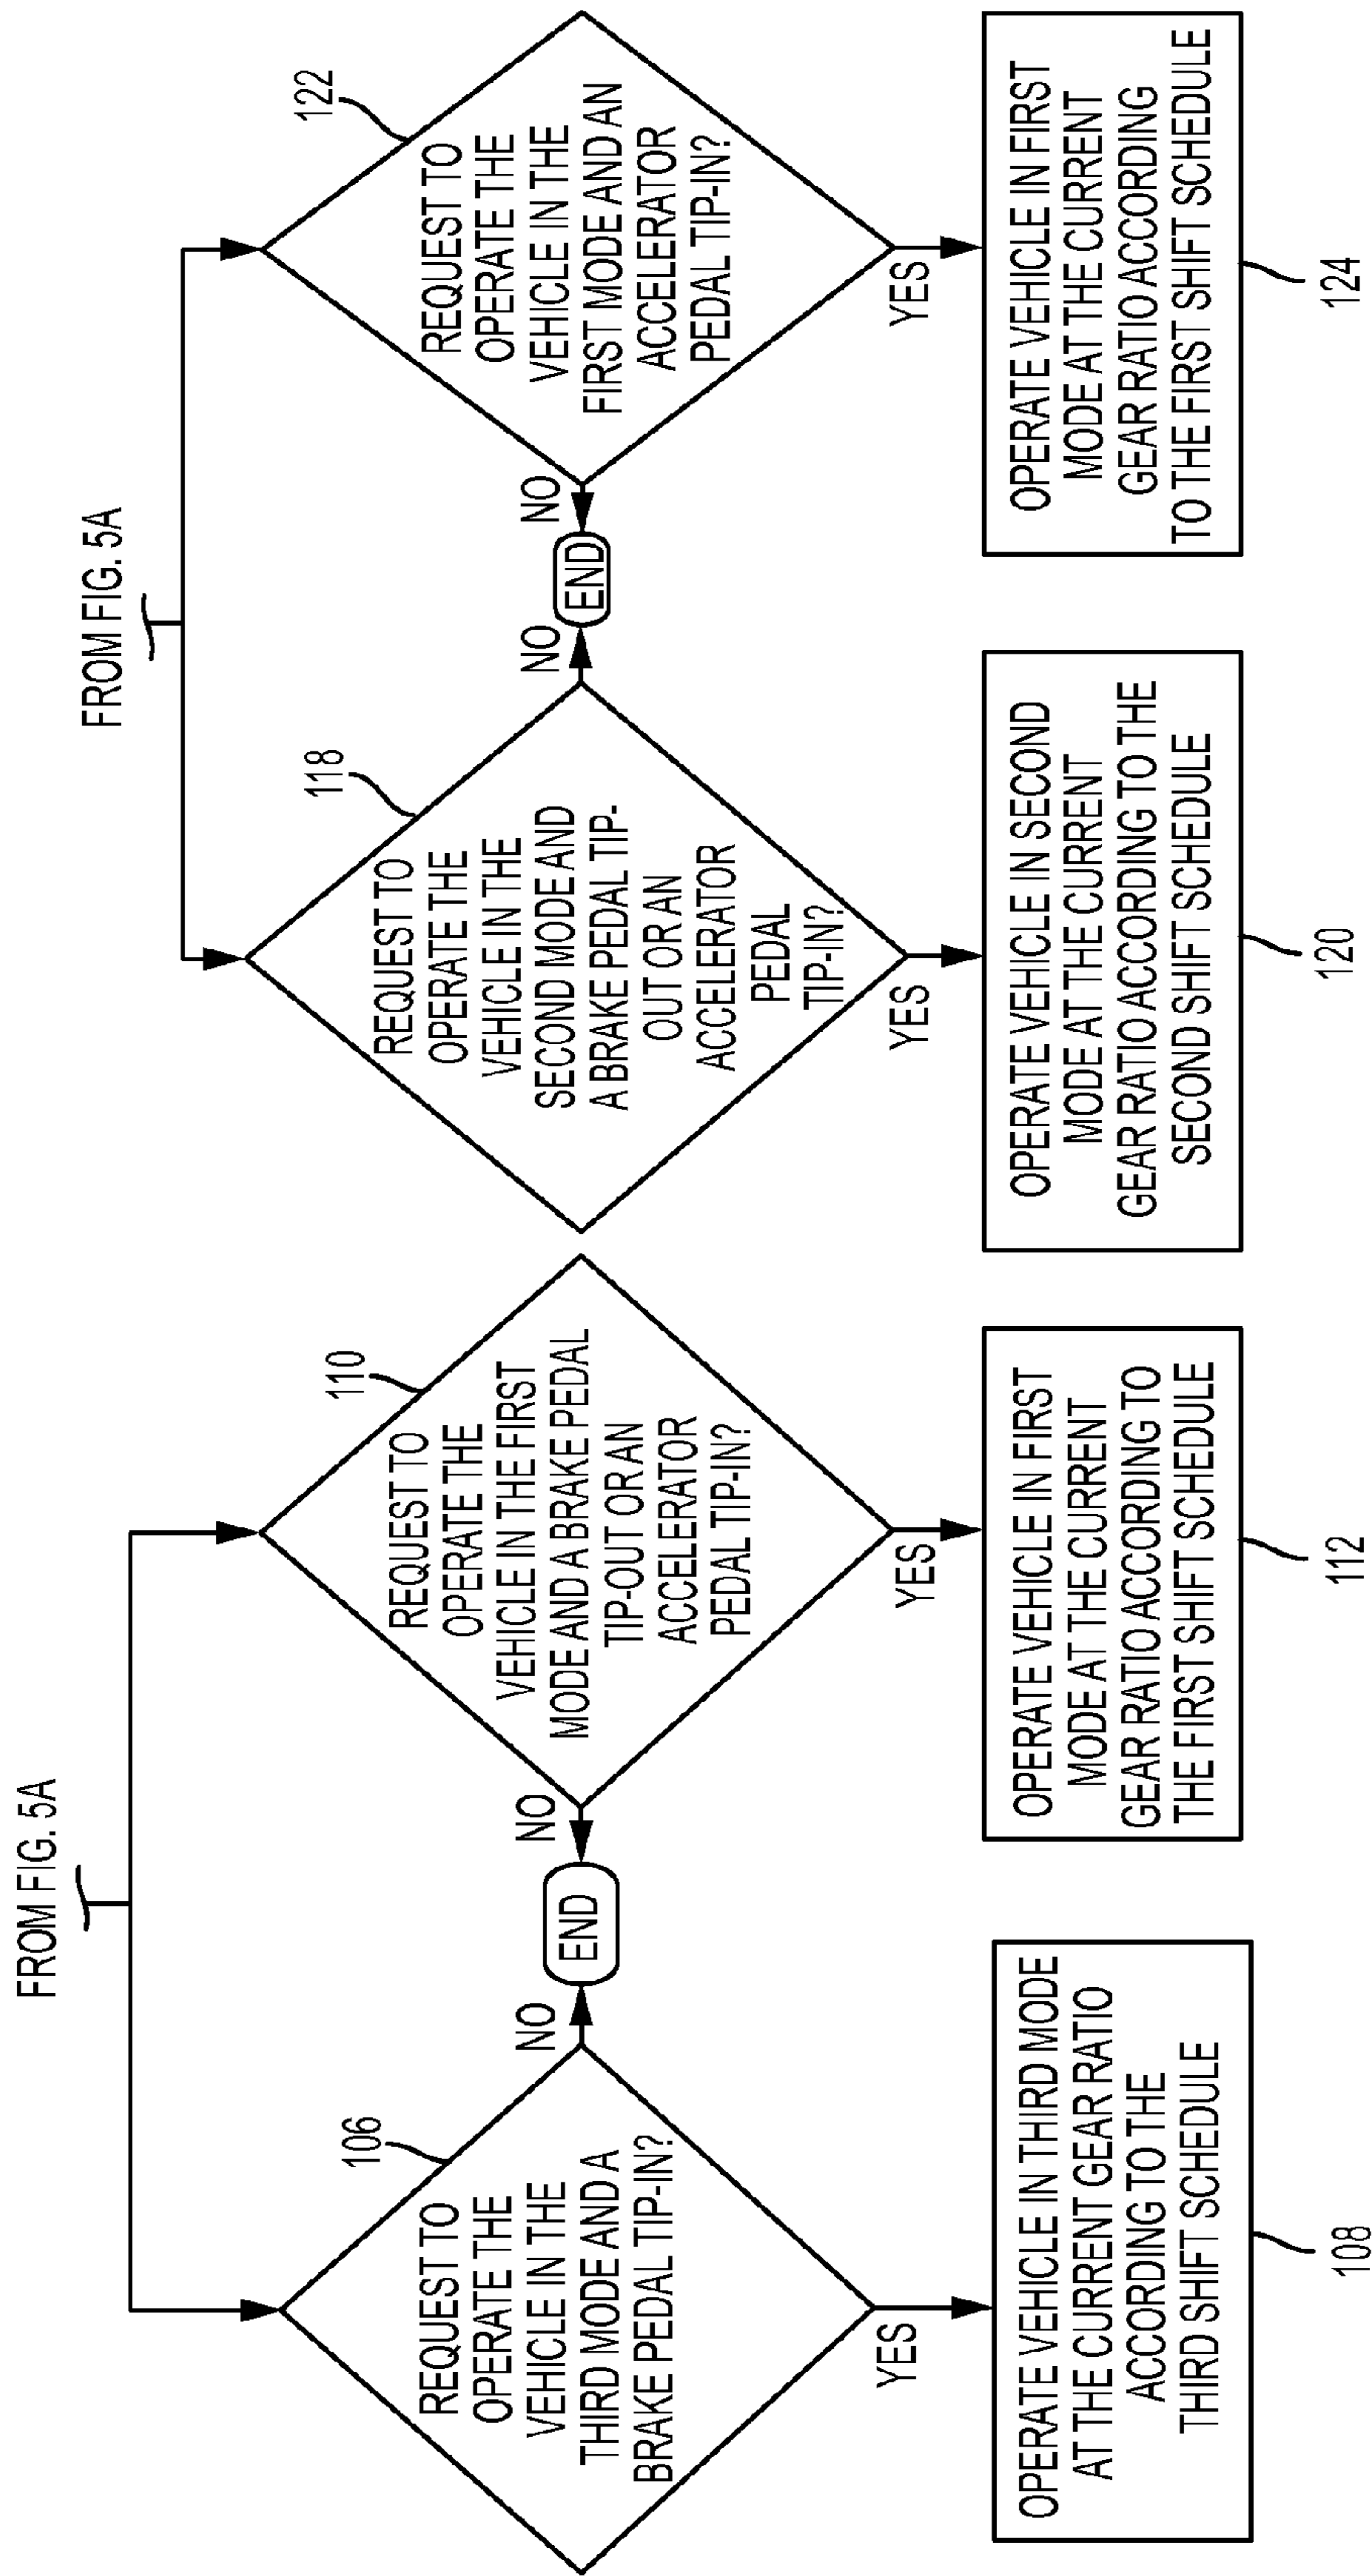 FROM FIG. 5A
106
REQUEST TO
OPERATE THE
VEHICLE IN THE
THIRD MODE AND A
BRAKE PEDAL TIP-IN?
NO
YES
END
OPERATE VEHICLE IN THIRD MODE
AT THE CURRENT GEAR RATIO
ACCORDING TO THE
THIRD SHIFT SCHEDULE
108
110
REQUEST TO
OPERATE THE
VEHICLE IN THE FIRST
MODE AND A BRAKE PEDAL
TIP-OUT OR AN
ACCELERATOR
PEDAL TIP-IN?
NO
YES
OPERATE VEHICLE IN FIRST
MODE AT THE CURRENT
GEAR RATIO ACCORDING TO
THE FIRST SHIFT SCHEDULE
112
FROM FIG. 5A
118
REQUEST TO
OPERATE THE
VEHICLE IN THE
SECOND MODE AND
A BRAKE PEDAL TIP-
OUT OR AN
ACCELERATOR
PEDAL
TIP-IN?
NO
YES
END
OPERATE VEHICLE IN SECOND
MODE AT THE CURRENT
GEAR RATIO ACCORDING TO THE
SECOND SHIFT SCHEDULE
120
122
REQUEST TO
OPERATE THE
VEHICLE IN THE
FIRST MODE AND AN
ACCELERATOR
PEDAL TIP-IN?
NO
YES
OPERATE VEHICLE IN FIRST
MODE AT THE CURRENT
GEAR RATIO ACCORDING
TO THE FIRST SHIFT SCHEDULE
124